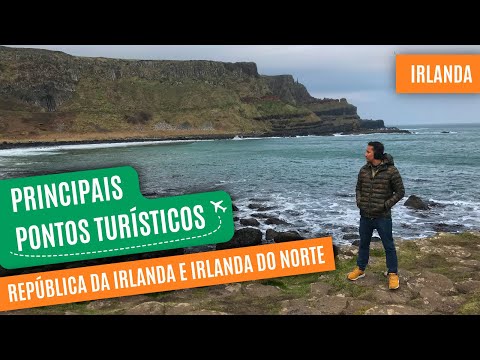 IRLANDA
PRINCIPAIS
PONTOS TURÍSTICOS
REPÚBLICA DA IRLANDA E IRLANDA DO NORTE